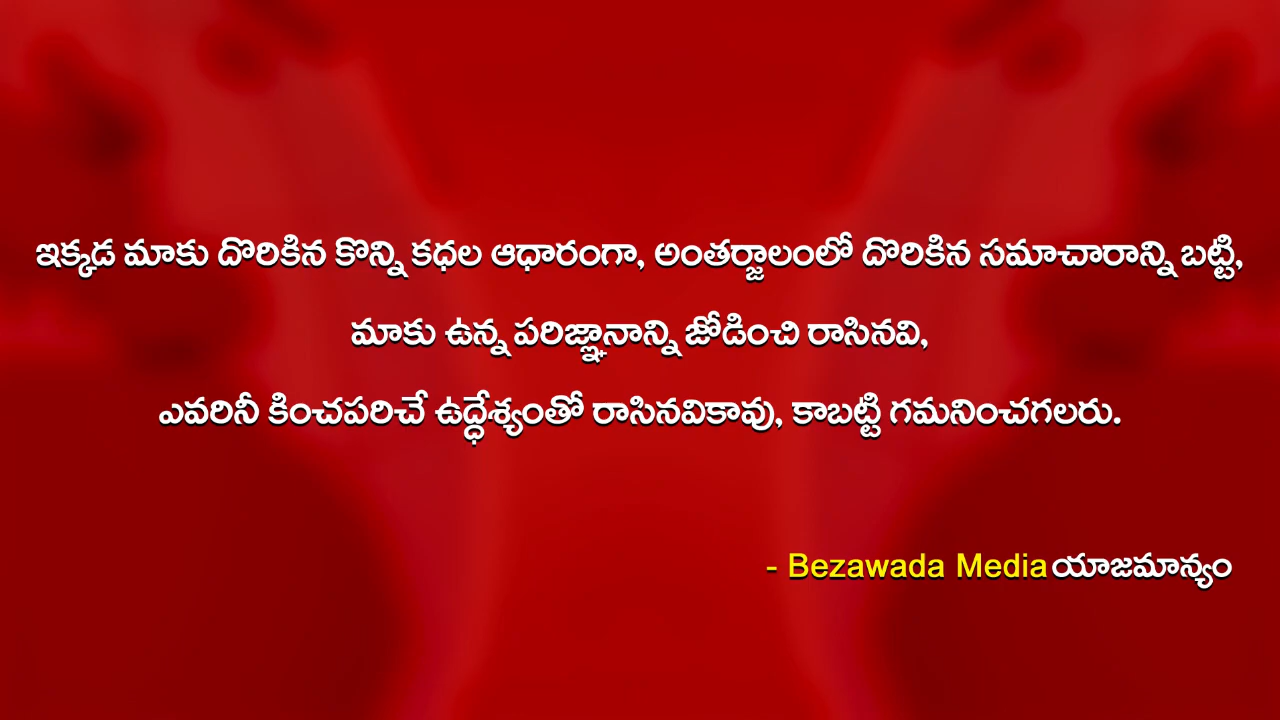 ఇక్కడ మాకు దొరికిన కొన్ని కధల ఆధారంగా, అంతర్జాలంలో దొరికిన సమాచారాన్ని బట్టి,
మాకు ఉన్న పరిజ్ఞానాన్ని జోడించి రాసినవి,
ఎవరినీ కించపరిచే ఉద్ధేశ్యంతో రాసినవికావు, కాబట్టి గమనించగలరు.
- Bezawada Media యాజమాన్యం